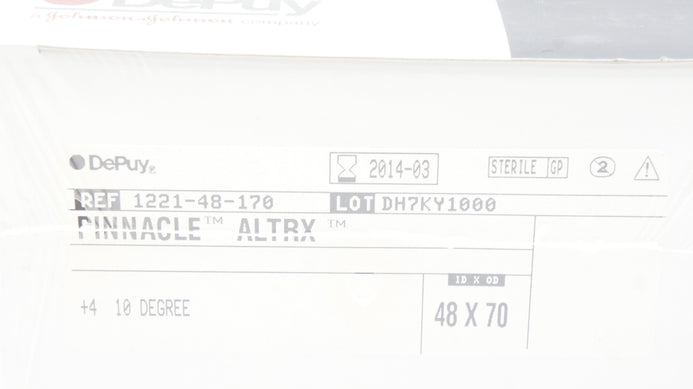 DePuy
a Johnson & Johnson company
DePuy®
2014-03
STERILE GP
2
REF 1221-48-170
LOT DH7KY1000
PINNACLE™ ALTRX™
ID X OD
+4 10 DEGREE
48 X 70